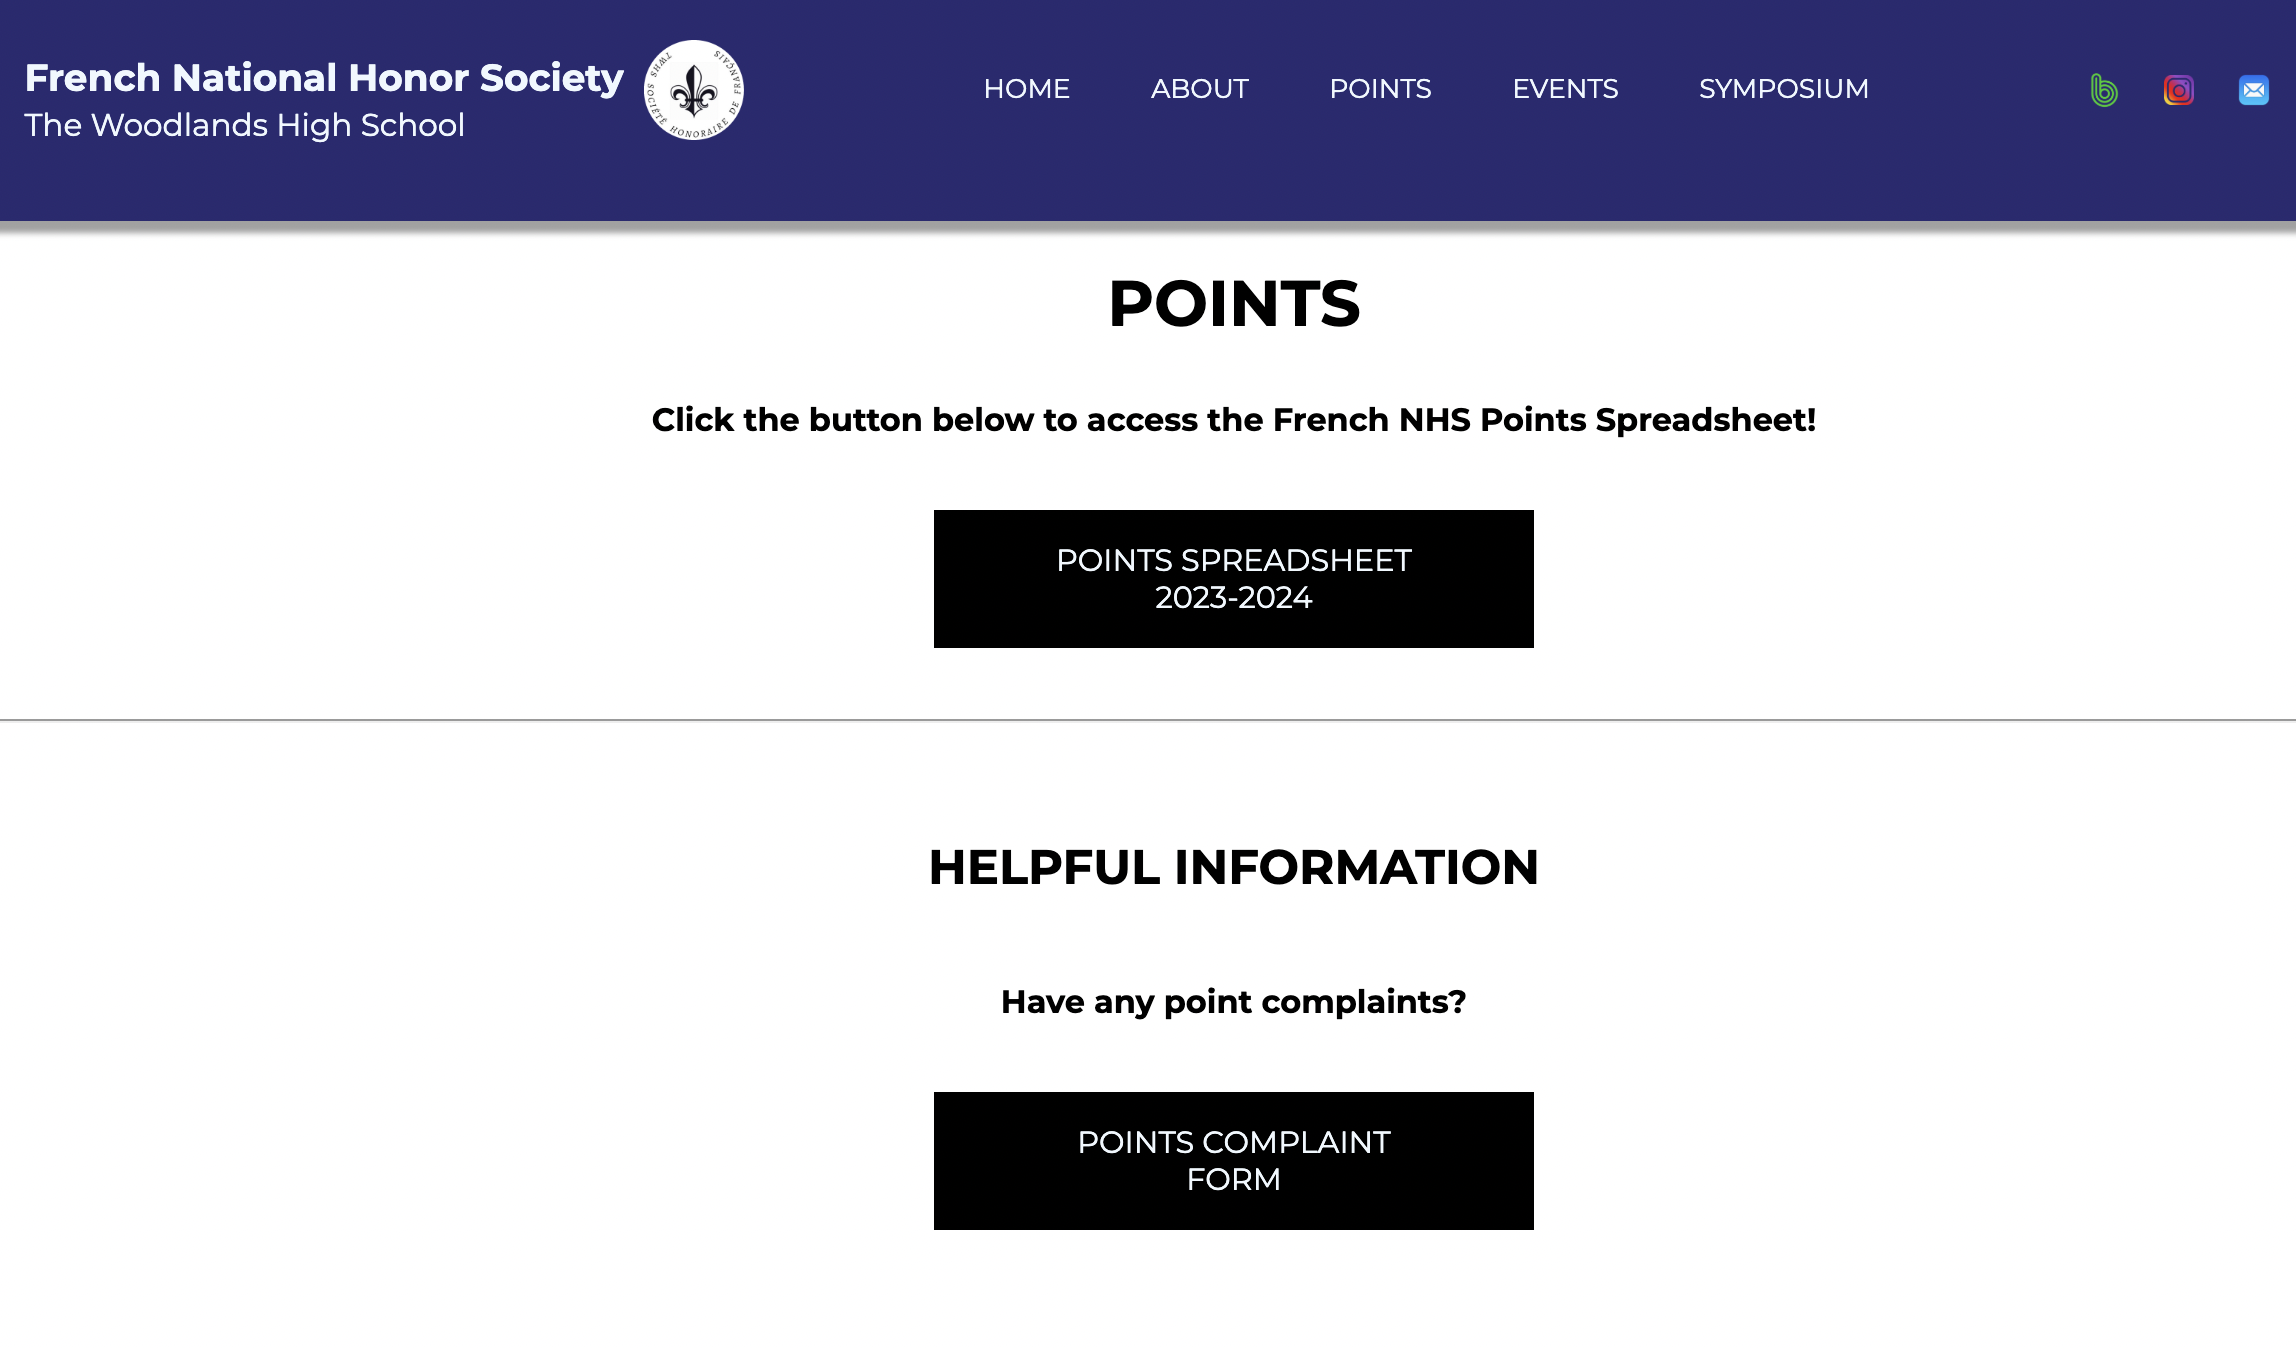 French National Honor Society
The Woodlands High School
TWHS SOCIÉTÉ HONORAIRE DE FRANÇAIS
HOME ABOUT POINTS EVENTS SYMPOSIUM
POINTS
Click the button below to access the French NHS Points Spreadsheet!
POINTS SPREADSHEET
2023-2024
HELPFUL INFORMATION
Have any point complaints?
POINTS COMPLAINT
FORM